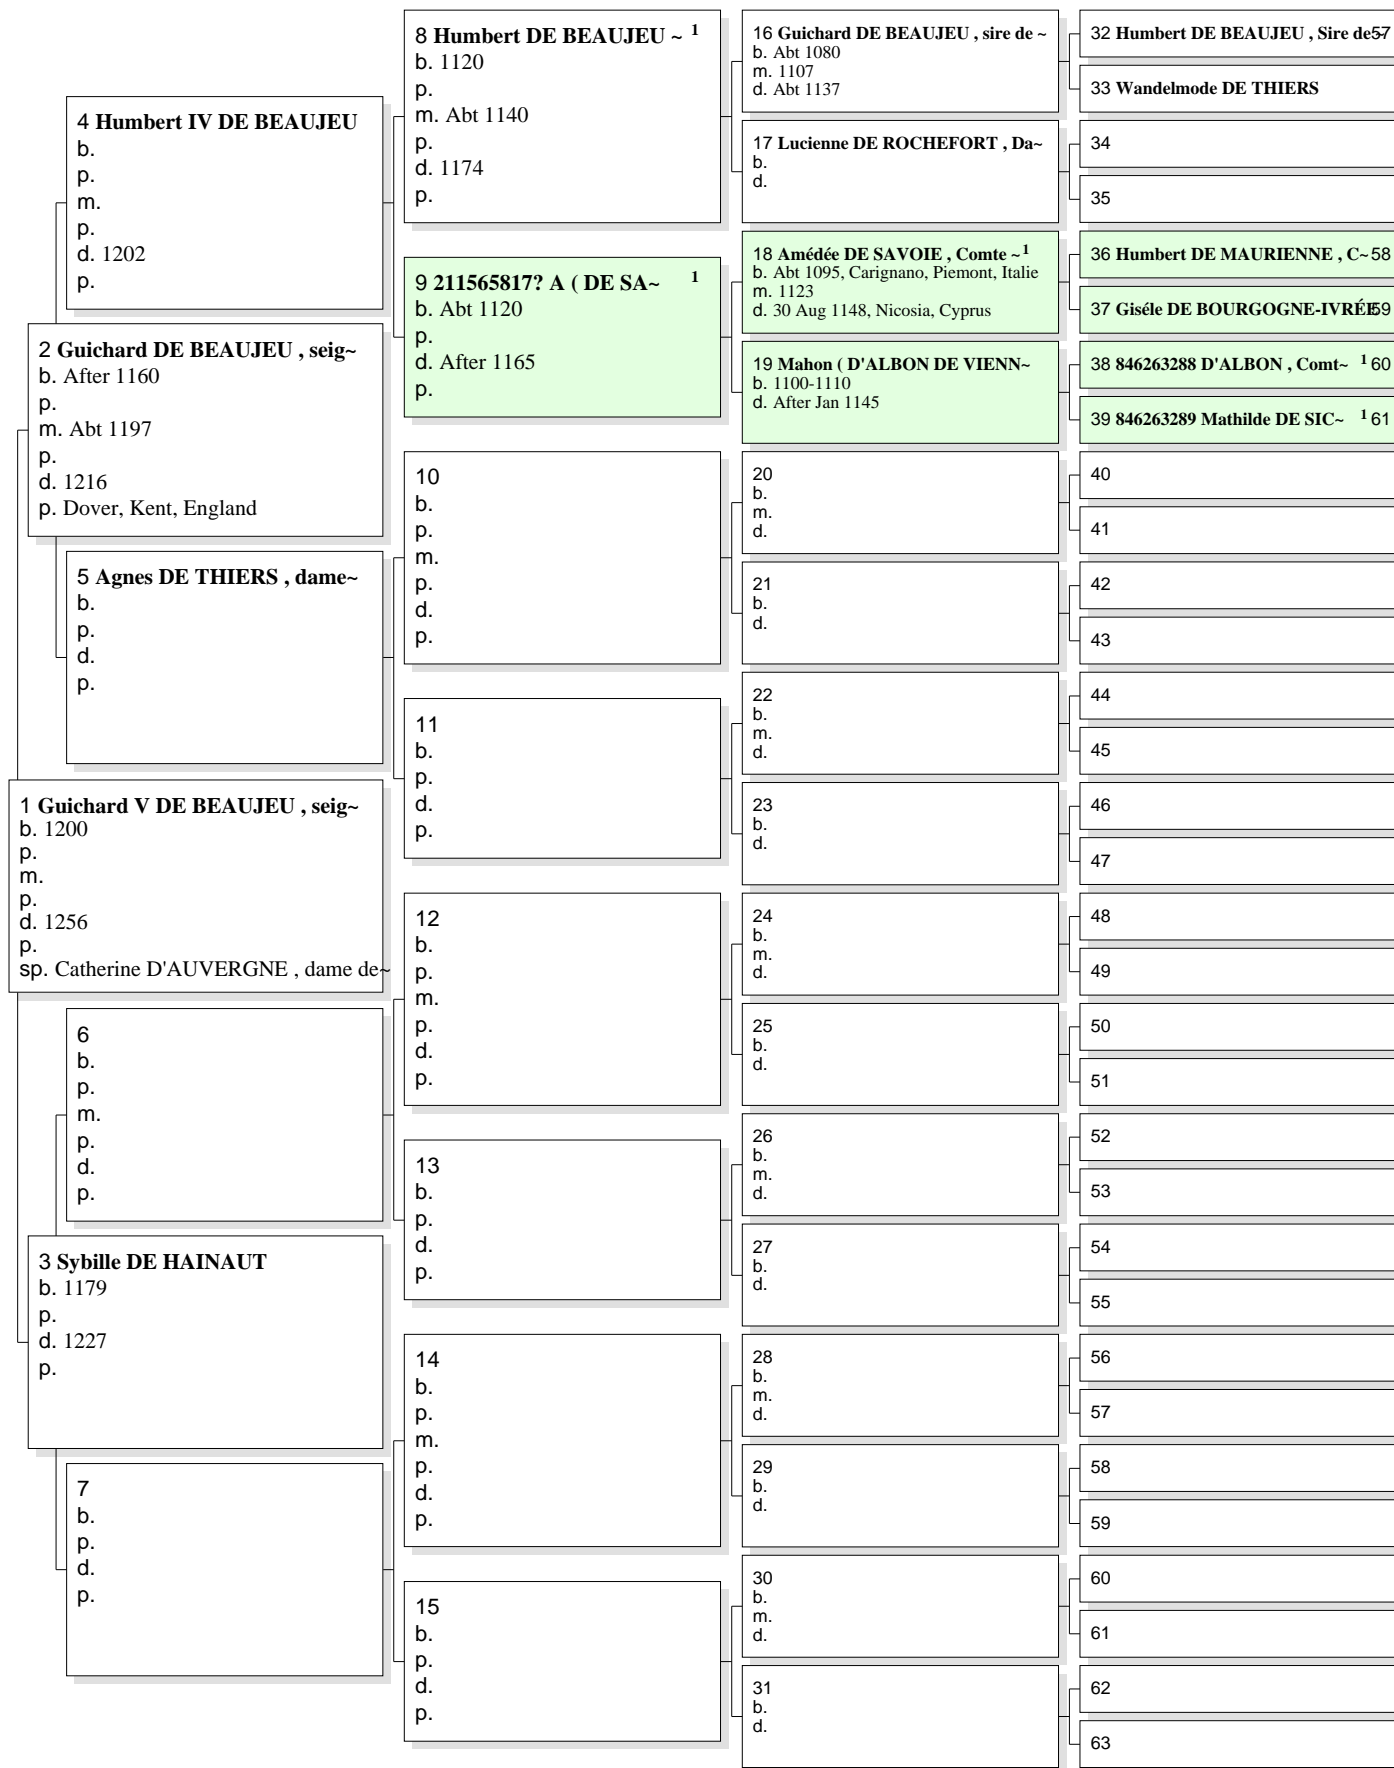 8 Humbert DE BEAUJEU ~ 1
b. 1120
p.
m. Abt 1140
p.
d. 1174
p.
16 Guichard DE BEAUJEU , sire de ~
b. Abt 1080
m. 1107
d. Abt 1137
32 Humbert DE BEAUJEU , Sire de 57
33 Wandelmode DE THIERS
4 Humbert IV DE BEAUJEU
b.
p.
m.
p.
d. 1202
p.
17 Lucienne DE ROCHEFORT , Da~
b.
d.
34
35
9 211565817? A ( DE SA~ 1
b. Abt 1120
p.
d. After 1165
p.
18 Amédée DE SAVOIE , Comte ~ 1
b. Abt 1095, Carignano, Piemont, Italie
m. 1123
d. 30 Aug 1148, Nicosia, Cyprus
36 Humbert DE MAURIENNE , C~ 58
37 Giséle DE BOURGOGNE-IVRÉE 59
2 Guichard DE BEAUJEU , seig~
b. After 1160
p.
m. Abt 1197
p.
d. 1216
p. Dover, Kent, England
19 Mahon ( D'ALBON DE VIENN~
b. 1100-1110
d. After Jan 1145
38 846263288 D'ALBON , Comt~ 1 60
39 846263289 Mathilde DE SIC~ 1 61
10
b.
p.
m.
p.
d.
p.
20
b.
m.
d.
40
41
5 Agnes DE THIERS , dame~
b.
p.
d.
p.
21
b.
d.
42
43
11
b.
p.
d.
p.
22
b.
m.
d.
44
45
1 Guichard V DE BEAUJEU , seig~
b. 1200
p.
m.
p.
d. 1256
p.
sp. Catherine D'AUVERGNE , dame de~
23
b.
d.
46
47
12
b.
p.
m.
p.
d.
p.
24
b.
m.
d.
48
49
6
b.
p.
m.
p.
d.
p.
25
b.
d.
50
51
13
b.
p.
d.
p.
26
b.
m.
d.
52
53
3 Sybille DE HAINAUT
b. 1179
p.
d. 1227
p.
27
b.
d.
54
55
14
b.
p.
m.
p.
d.
p.
28
b.
m.
d.
56
57
7
b.
p.
d.
p.
29
b.
d.
58
59
15
b.
p.
d.
p.
30
b.
m.
d.
60
61
31
b.
d.
62
63